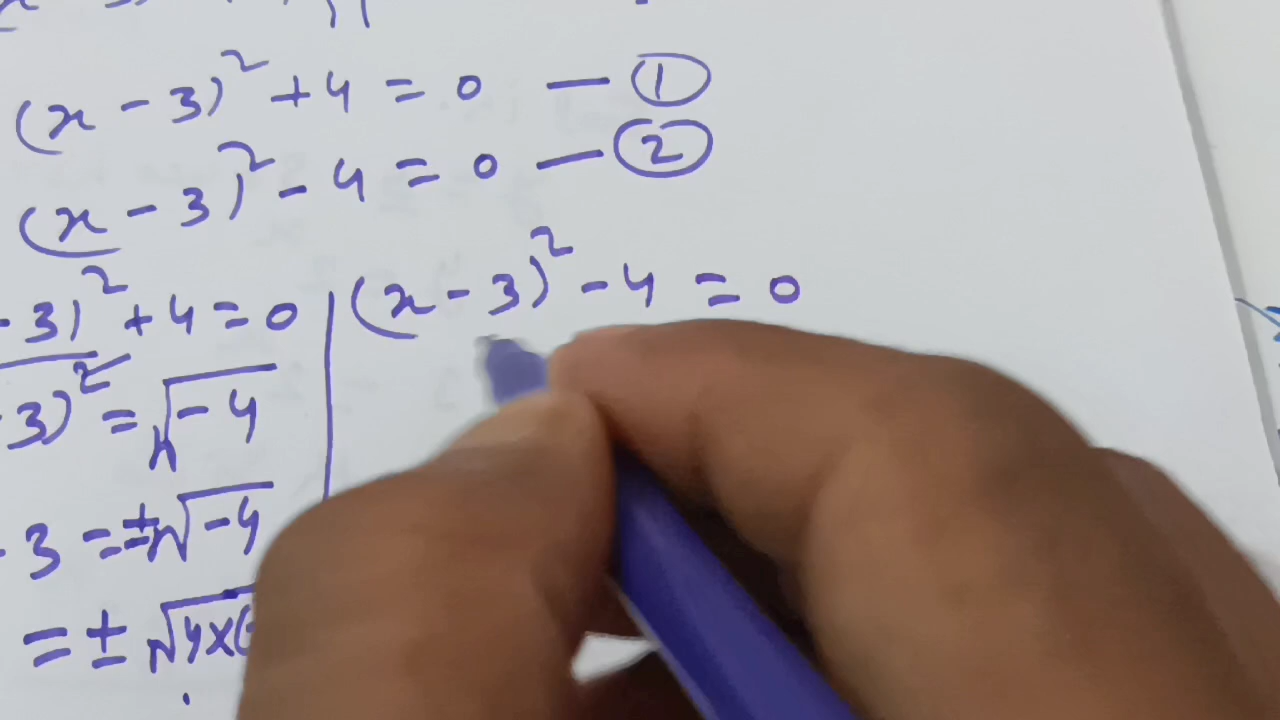 (x - 3)² + 4 = 0 — ①
(x - 3)² - 4 = 0 — ②
- 3)² + 4 = 0
3)² = √-4
- 3 = ±√-4
= ± √4×(-
(x - 3)² - 4 = 0